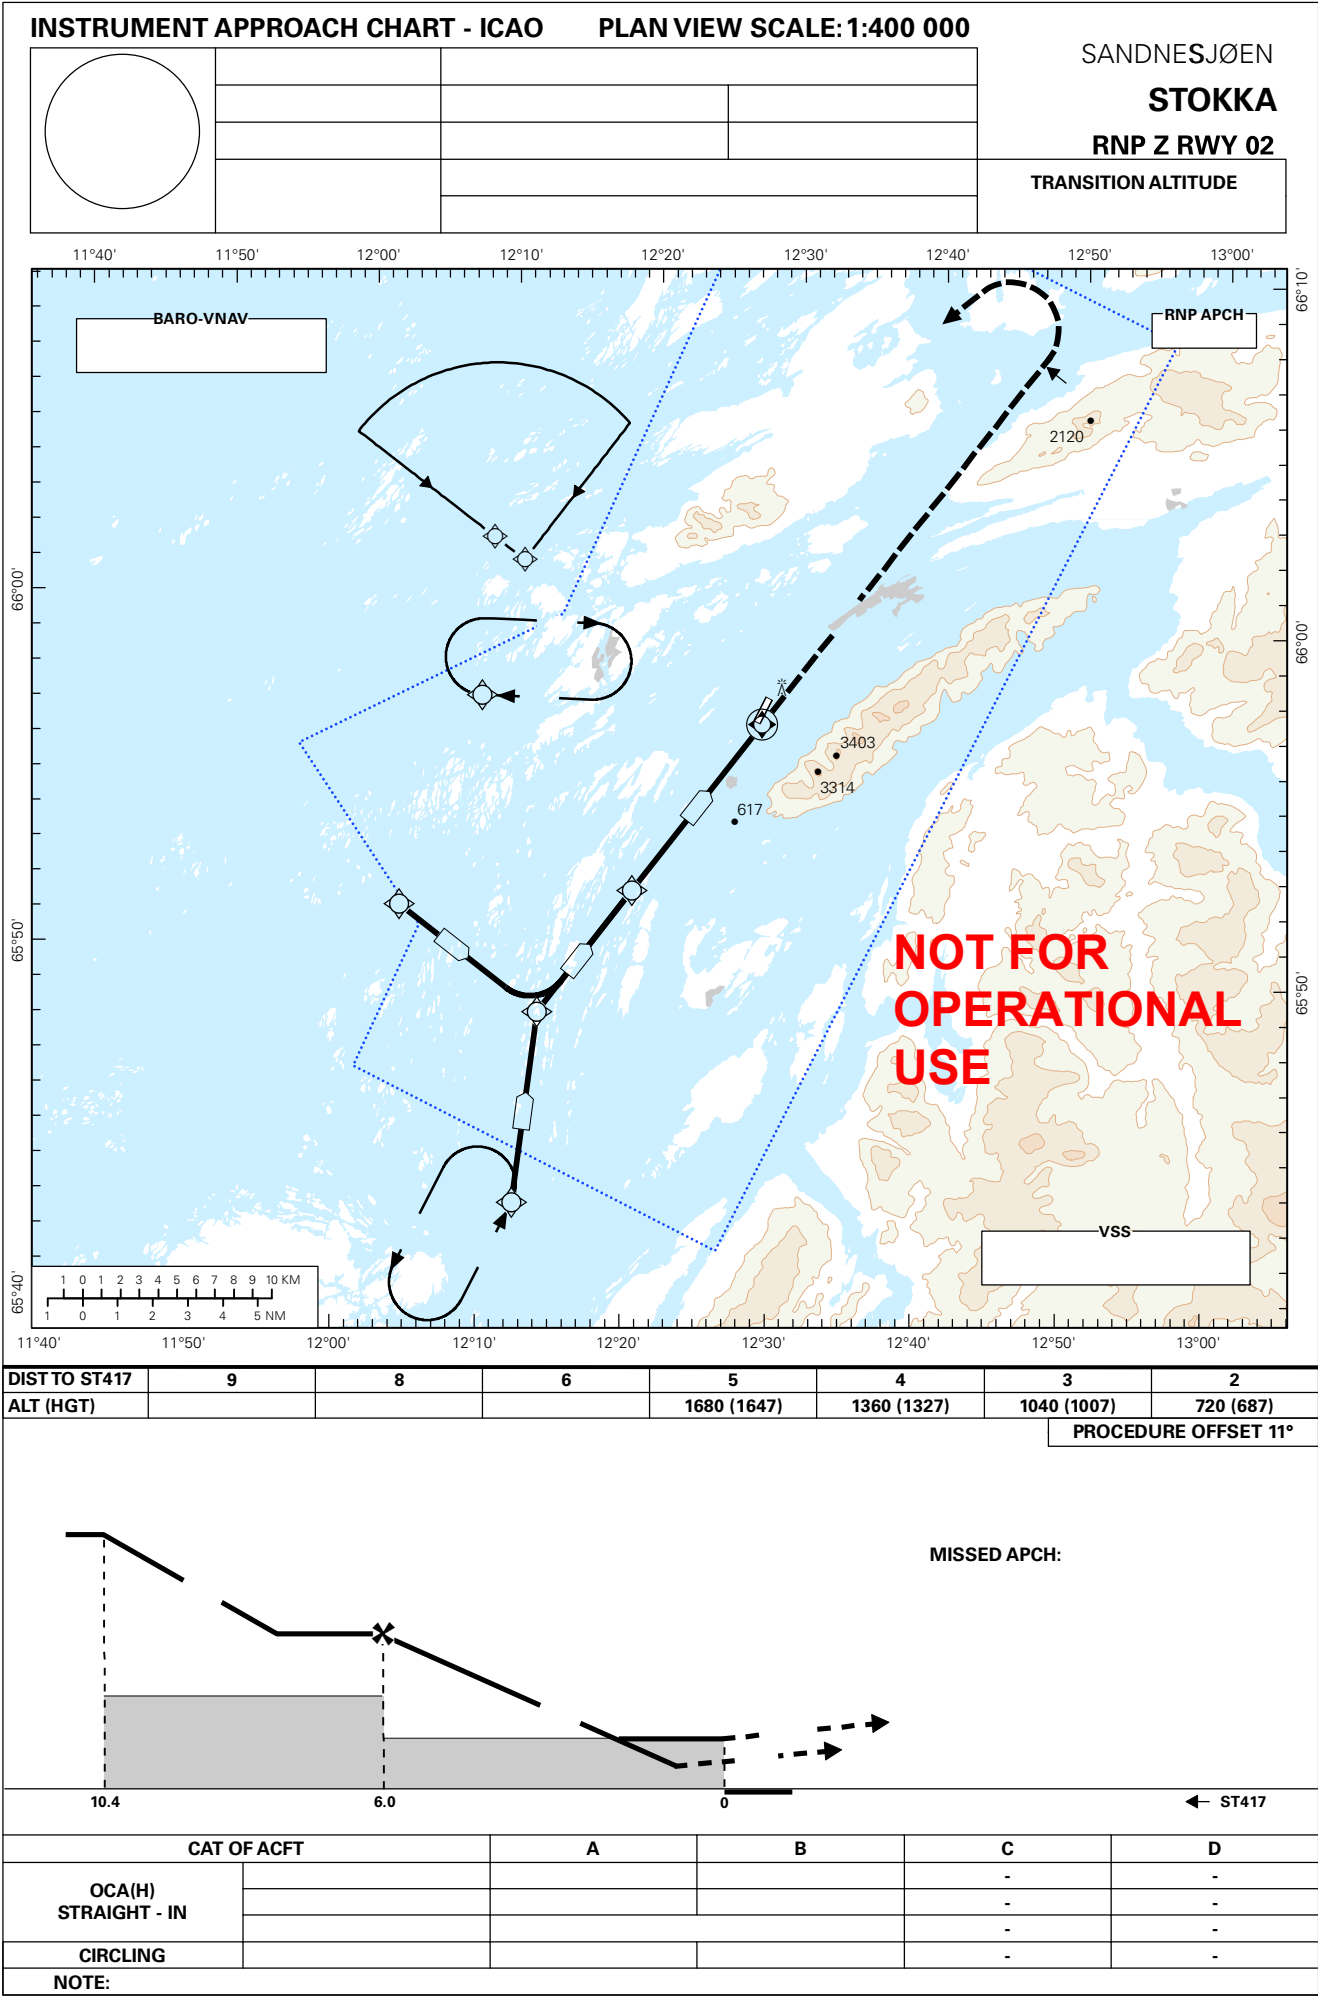 INSTRUMENT APPROACH CHART - ICAO PLAN VIEW SCALE: 1:400 000
SANDNESJØEN
STOKKA
RNP Z RWY 02
TRANSITION ALTITUDE
11°40' 11°50' 12°00' 12°10' 12°20' 12°30' 12°40' 12°50' 13°00'
66°10'
BARO-VNAV
RNP APCH
2120
66°00'
66°00'
3403
3314
617
65°50'
65°50'
NOT FOR
OPERATIONAL
USE
VSS
65°40'
1 0 1 2 3 4 5 6 7 8 9 10 KM
1 0 1 2 3 4 5 NM
11°40' 11°50' 12°00' 12°10' 12°20' 12°30' 12°40' 12°50' 13°00'
DIST TO ST417 9 8 6 5 4 3 2
ALT (HGT) 1680 (1647) 1360 (1327) 1040 (1007) 720 (687)
PROCEDURE OFFSET 11°
MISSED APCH:
10.4 6.0 0 ST417
CAT OF ACFT A B C D
OCA(H)
STRAIGHT - IN
- -
- -
- -
CIRCLING - -
NOTE: